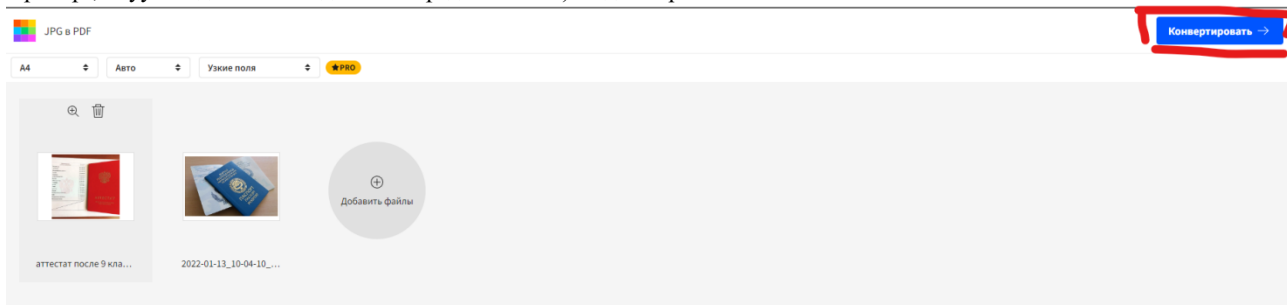 JPG в PDF
Конвертировать →
A4 Авто Узкие поля ★PRO
Добавить файлы
аттестат после 9 кла...
2022-01-13_10-04-10_...